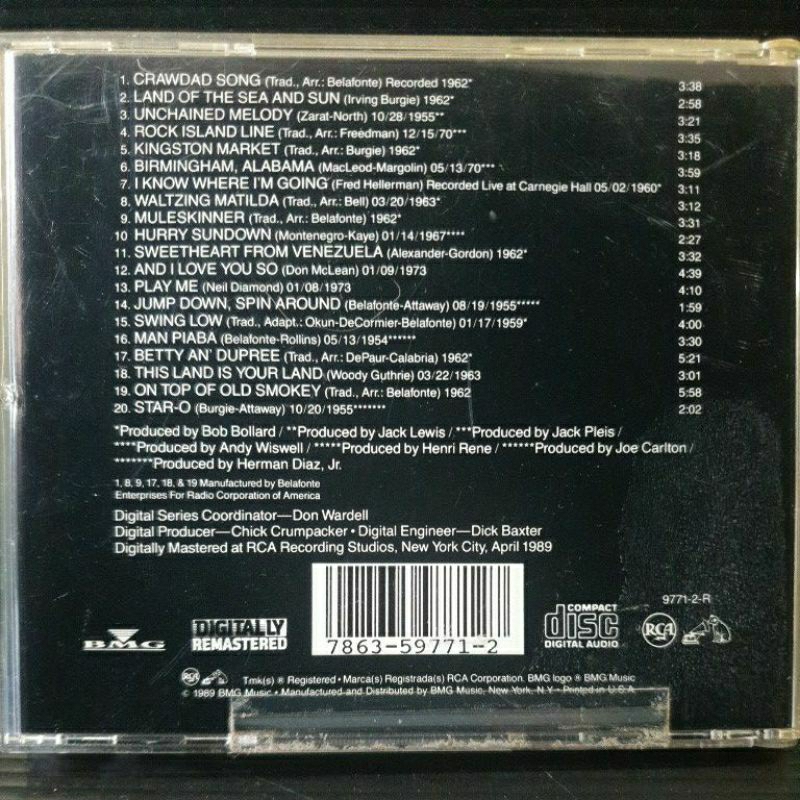 1. CRAWDAD SONG (Trad., Arr.: Belafonte) Recorded 1962* 3:38
2. LAND OF THE SEA AND SUN (Irving Burgie) 1962* 2:58
3. UNCHAINED MELODY (Zarat-North) 10/28/1955** 3:21
4. ROCK ISLAND LINE (Trad., Arr.: Freedman) 12/15/70*** 3:35
5. KINGSTON MARKET (Trad., Arr.: Burgie) 1962* 3:18
6. BIRMINGHAM, ALABAMA (MacLeod-Margolin) 05/13/70*** 3:59
7. I KNOW WHERE I'M GOING (Fred Hellerman) Recorded Live at Carnegie Hall 05/02/1960* 3:11
8. WALTZING MATILDA (Trad., Arr.: Bell) 03/20/1963* 3:12
9. MULESKINNER (Trad., Arr.: Belafonte) 1962* 3:31
10 HURRY SUNDOWN (Montenegro-Kaye) 01/14/1967**** 2:27
11. SWEETHEART FROM VENEZUELA (Alexander-Gordon) 1962* 3:32
12. AND I LOVE YOU SO (Don McLean) 01/09/1973 4:39
13. PLAY ME (Neil Diamond) 01/08/1973 4:10
14. JUMP DOWN, SPIN AROUND (Belafonte-Attaway) 08/19/1955***** 1:59
15. SWING LOW (Trad., Adapt.: Okun-DeCormier-Belafonte) 01/17/1959* 4:00
16. MAN PIABA (Belafonte-Rollins) 05/13/1954****** 3:30
17. BETTY AN' DUPREE (Trad., Arr.: DePaur-Calabria) 1962* 5:21
18. THIS LAND IS YOUR LAND (Woody Guthrie) 03/22/1963 3:01
19. ON TOP OF OLD SMOKEY (Trad., Arr.: Belafonte) 1962 5:58
20. STAR-O (Burgie-Attaway) 10/20/1955******* 2:02
*Produced by Bob Bollard / **Produced by Jack Lewis / ***Produced by Jack Pleis /
****Produced by Andy Wiswell / *****Produced by Henri Rene / ******Produced by Joe Carlton /
*******Produced by Herman Diaz, Jr.
1, 8, 9, 17, 18, & 19 Manufactured by Belafonte
Enterprises For Radio Corporation of America
Digital Series Coordinator—Don Wardell
Digital Producer—Chick Crumpacker • Digital Engineer—Dick Baxter
Digitally Mastered at RCA Recording Studios, New York City, April 1989
9771-2-R
BMG
DIGITALLY
REMASTERED
7863-59771-2
COMPACT
disc
DIGITAL AUDIO
RCA
Tmk(s) ® Registered • Marca(s) Registrada(s) RCA Corporation. BMG logo ® BMG Music
© 1989 BMG Music • Manufactured and Distributed by BMG Music, New York, N.Y. • Printed in U.S.A.